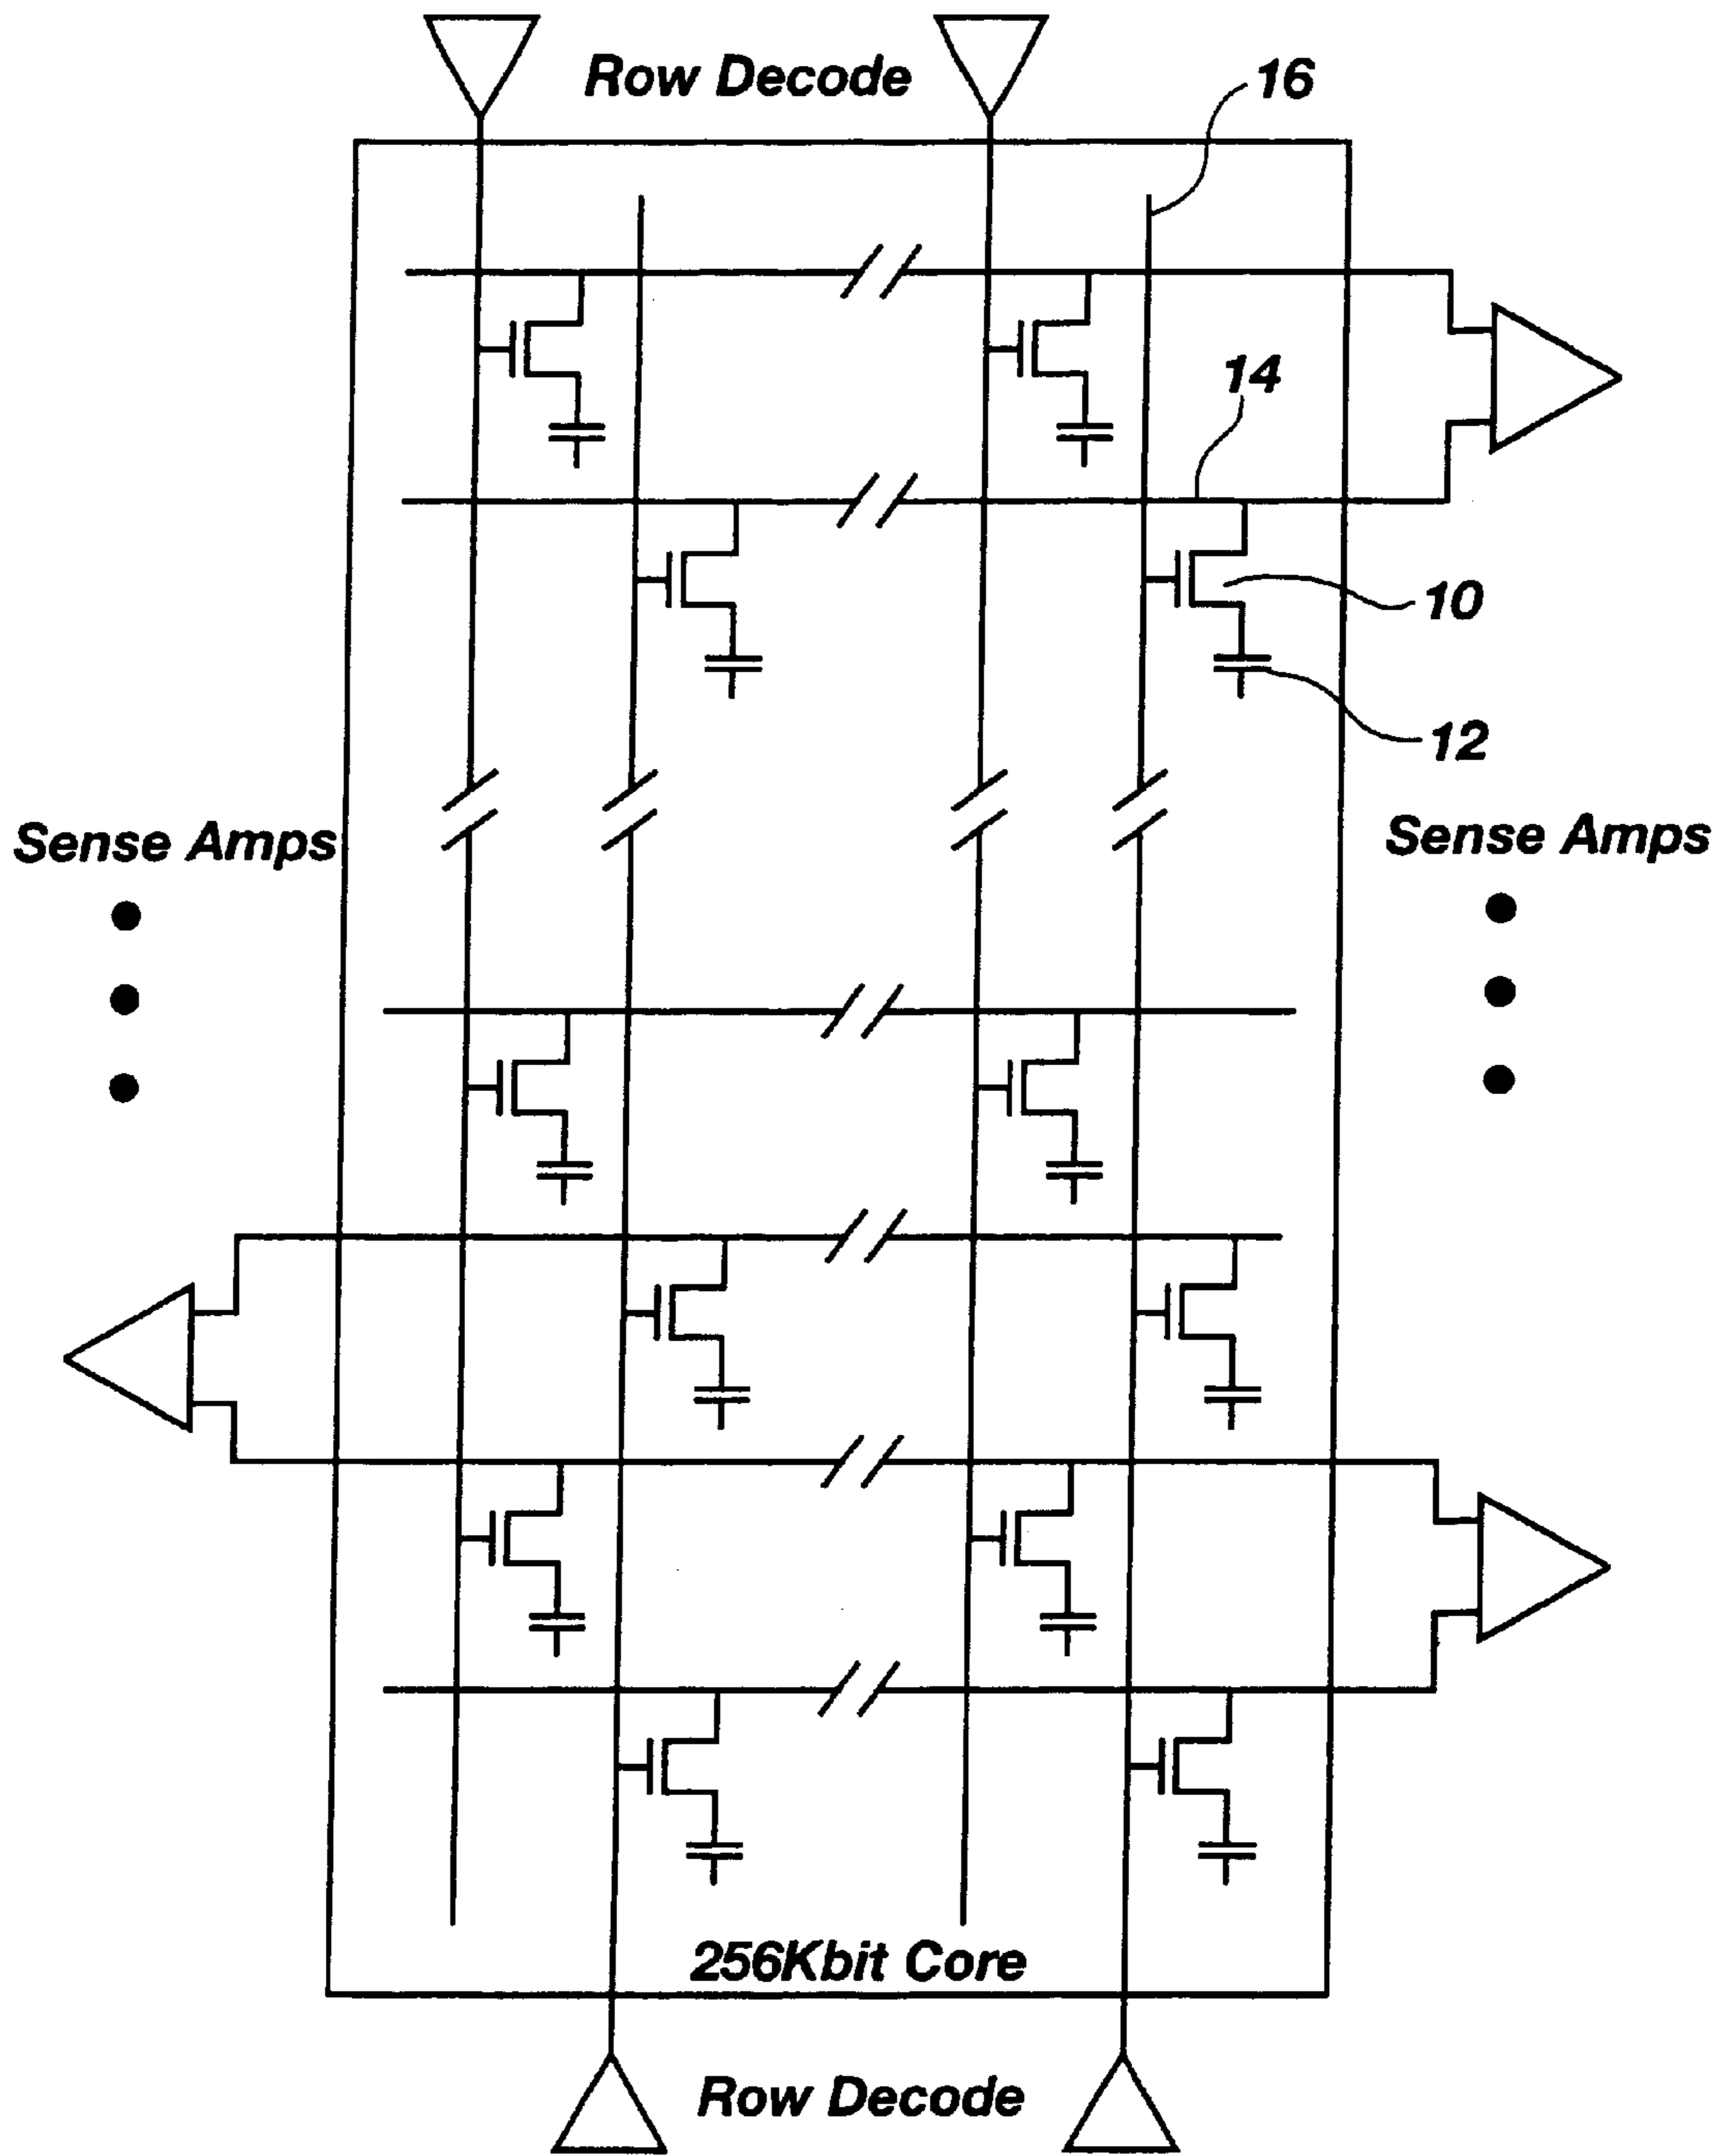 Row Decode
16
14
10
12
Sense Amps
Sense Amps
256Kbit Core
Row Decode